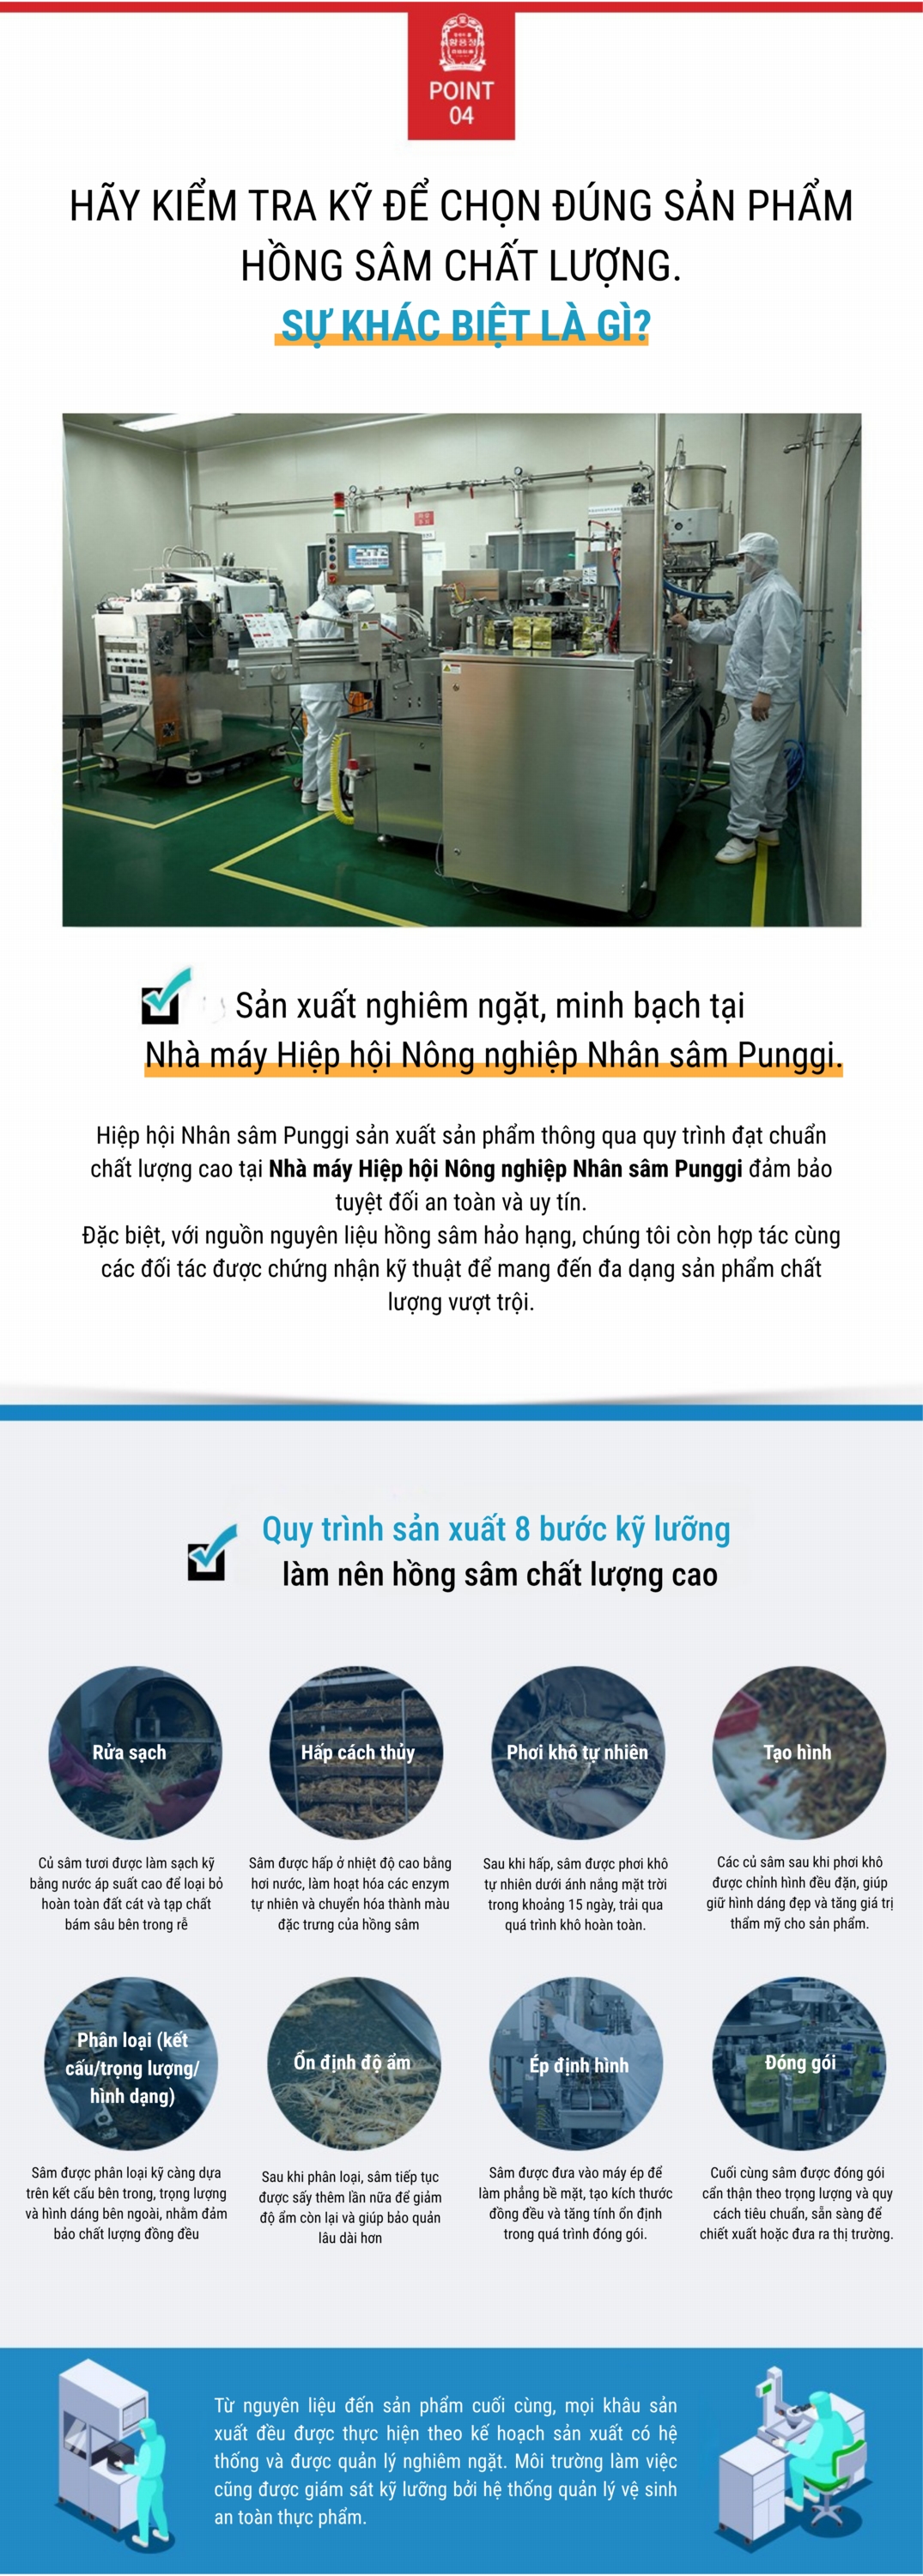 황풍정
POINT
04
HÃY KIỂM TRA KỸ ĐỂ CHỌN ĐÚNG SẢN PHẨM
HỒNG SÂM CHẤT LƯỢNG.
SỰ KHÁC BIỆT LÀ GÌ?
Sản xuất nghiêm ngặt, minh bạch tại
Nhà máy Hiệp hội Nông nghiệp Nhân sâm Punggi.
Hiệp hội Nhân sâm Punggi sản xuất sản phẩm thông qua quy trình đạt chuẩn
chất lượng cao tại Nhà máy Hiệp hội Nông nghiệp Nhân sâm Punggi đảm bảo
tuyệt đối an toàn và uy tín.
Đặc biệt, với nguồn nguyên liệu hồng sâm hảo hạng, chúng tôi còn hợp tác cùng
các đối tác được chứng nhận kỹ thuật để mang đến đa dạng sản phẩm chất
lượng vượt trội.
Quy trình sản xuất 8 bước kỹ lưỡng
làm nên hồng sâm chất lượng cao
Rửa sạch
Củ sâm tươi được làm sạch kỹ
bằng nước áp suất cao để loại bỏ
hoàn toàn đất cát và tạp chất
bám sâu bên trong rễ
Hấp cách thủy
Sâm được hấp ở nhiệt độ cao bằng
hơi nước, làm hoạt hóa các enzym
tự nhiên và chuyển hóa thành màu
đặc trưng của hồng sâm
Phơi khô tự nhiên
Sau khi hấp, sâm được phơi khô
tự nhiên dưới ánh nắng mặt trời
trong khoảng 15 ngày, trải qua
quá trình khô hoàn toàn.
Tạo hình
Các củ sâm sau khi phơi khô
được chỉnh hình đều đặn, giúp
giữ hình dáng đẹp và tăng giá trị
thẩm mỹ cho sản phẩm.
Phân loại (kết
cấu/trọng lượng/
hình dạng)
Sâm được phân loại kỹ càng dựa
trên kết cấu bên trong, trọng lượng
và hình dáng bên ngoài, nhằm đảm
bảo chất lượng đồng đều
Ổn định độ ẩm
Sau khi phân loại, sâm tiếp tục
được sấy thêm lần nữa để giảm
độ ẩm còn lại và giúp bảo quản
lâu dài hơn
Ép định hình
Sâm được đưa vào máy ép để
làm phẳng bề mặt, tạo kích thước
đồng đều và tăng tính ổn định
trong quá trình đóng gói.
Đóng gói
Cuối cùng sâm được đóng gói
cẩn thận theo trọng lượng và quy
cách tiêu chuẩn, sẵn sàng để
chiết xuất hoặc đưa ra thị trường.
Từ nguyên liệu đến sản phẩm cuối cùng, mọi khâu sản
xuất đều được thực hiện theo kế hoạch sản xuất có hệ
thống và được quản lý nghiêm ngặt. Môi trường làm việc
cũng được giám sát kỹ lưỡng bởi hệ thống quản lý vệ sinh
an toàn thực phẩm.